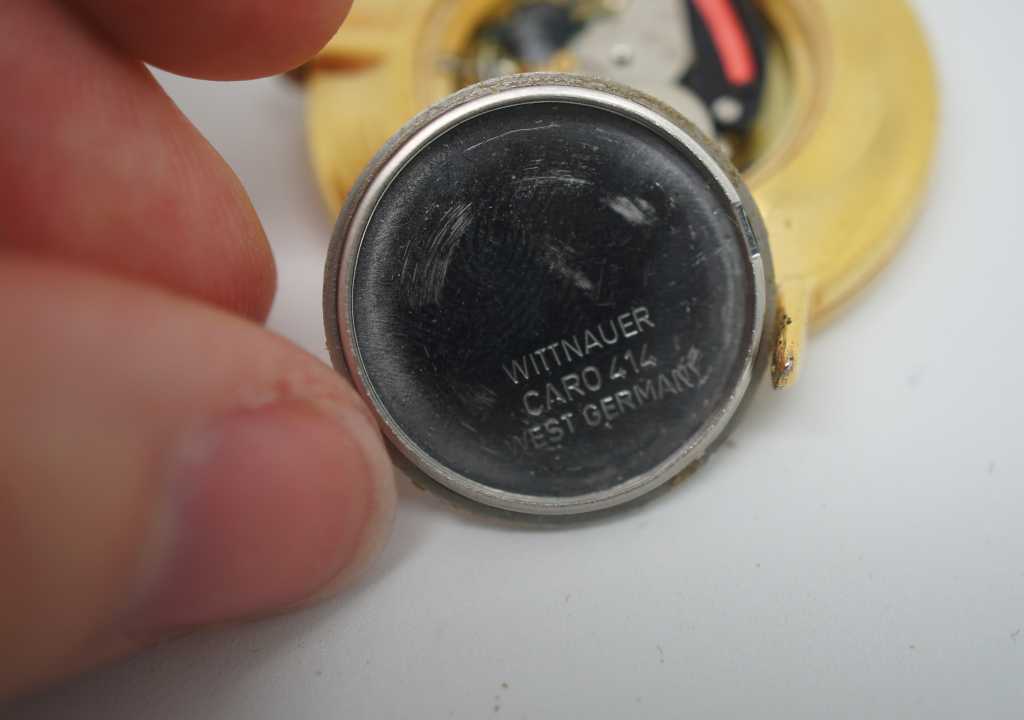 WITTNAUER
CARO 414
WEST GERMANY